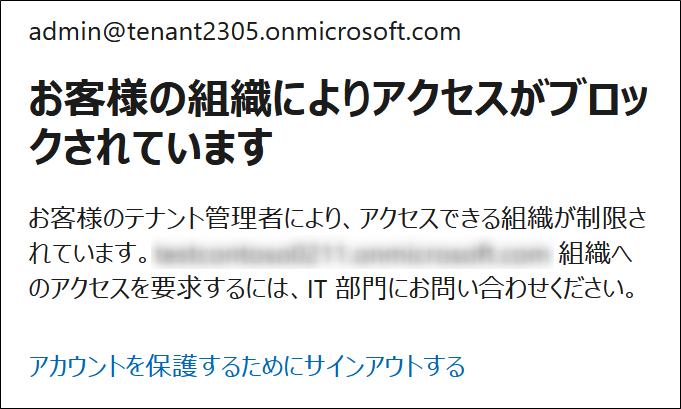 admin@tenant2305.onmicrosoft.com
お客様の組織によりアクセスがブロッ
クされています
お客様のテナント管理者により、アクセスできる組織が制限さ
れています。 組織へ
のアクセスを要求するには、IT 部門にお問い合わせください。
アカウントを保護するためにサインアウトする